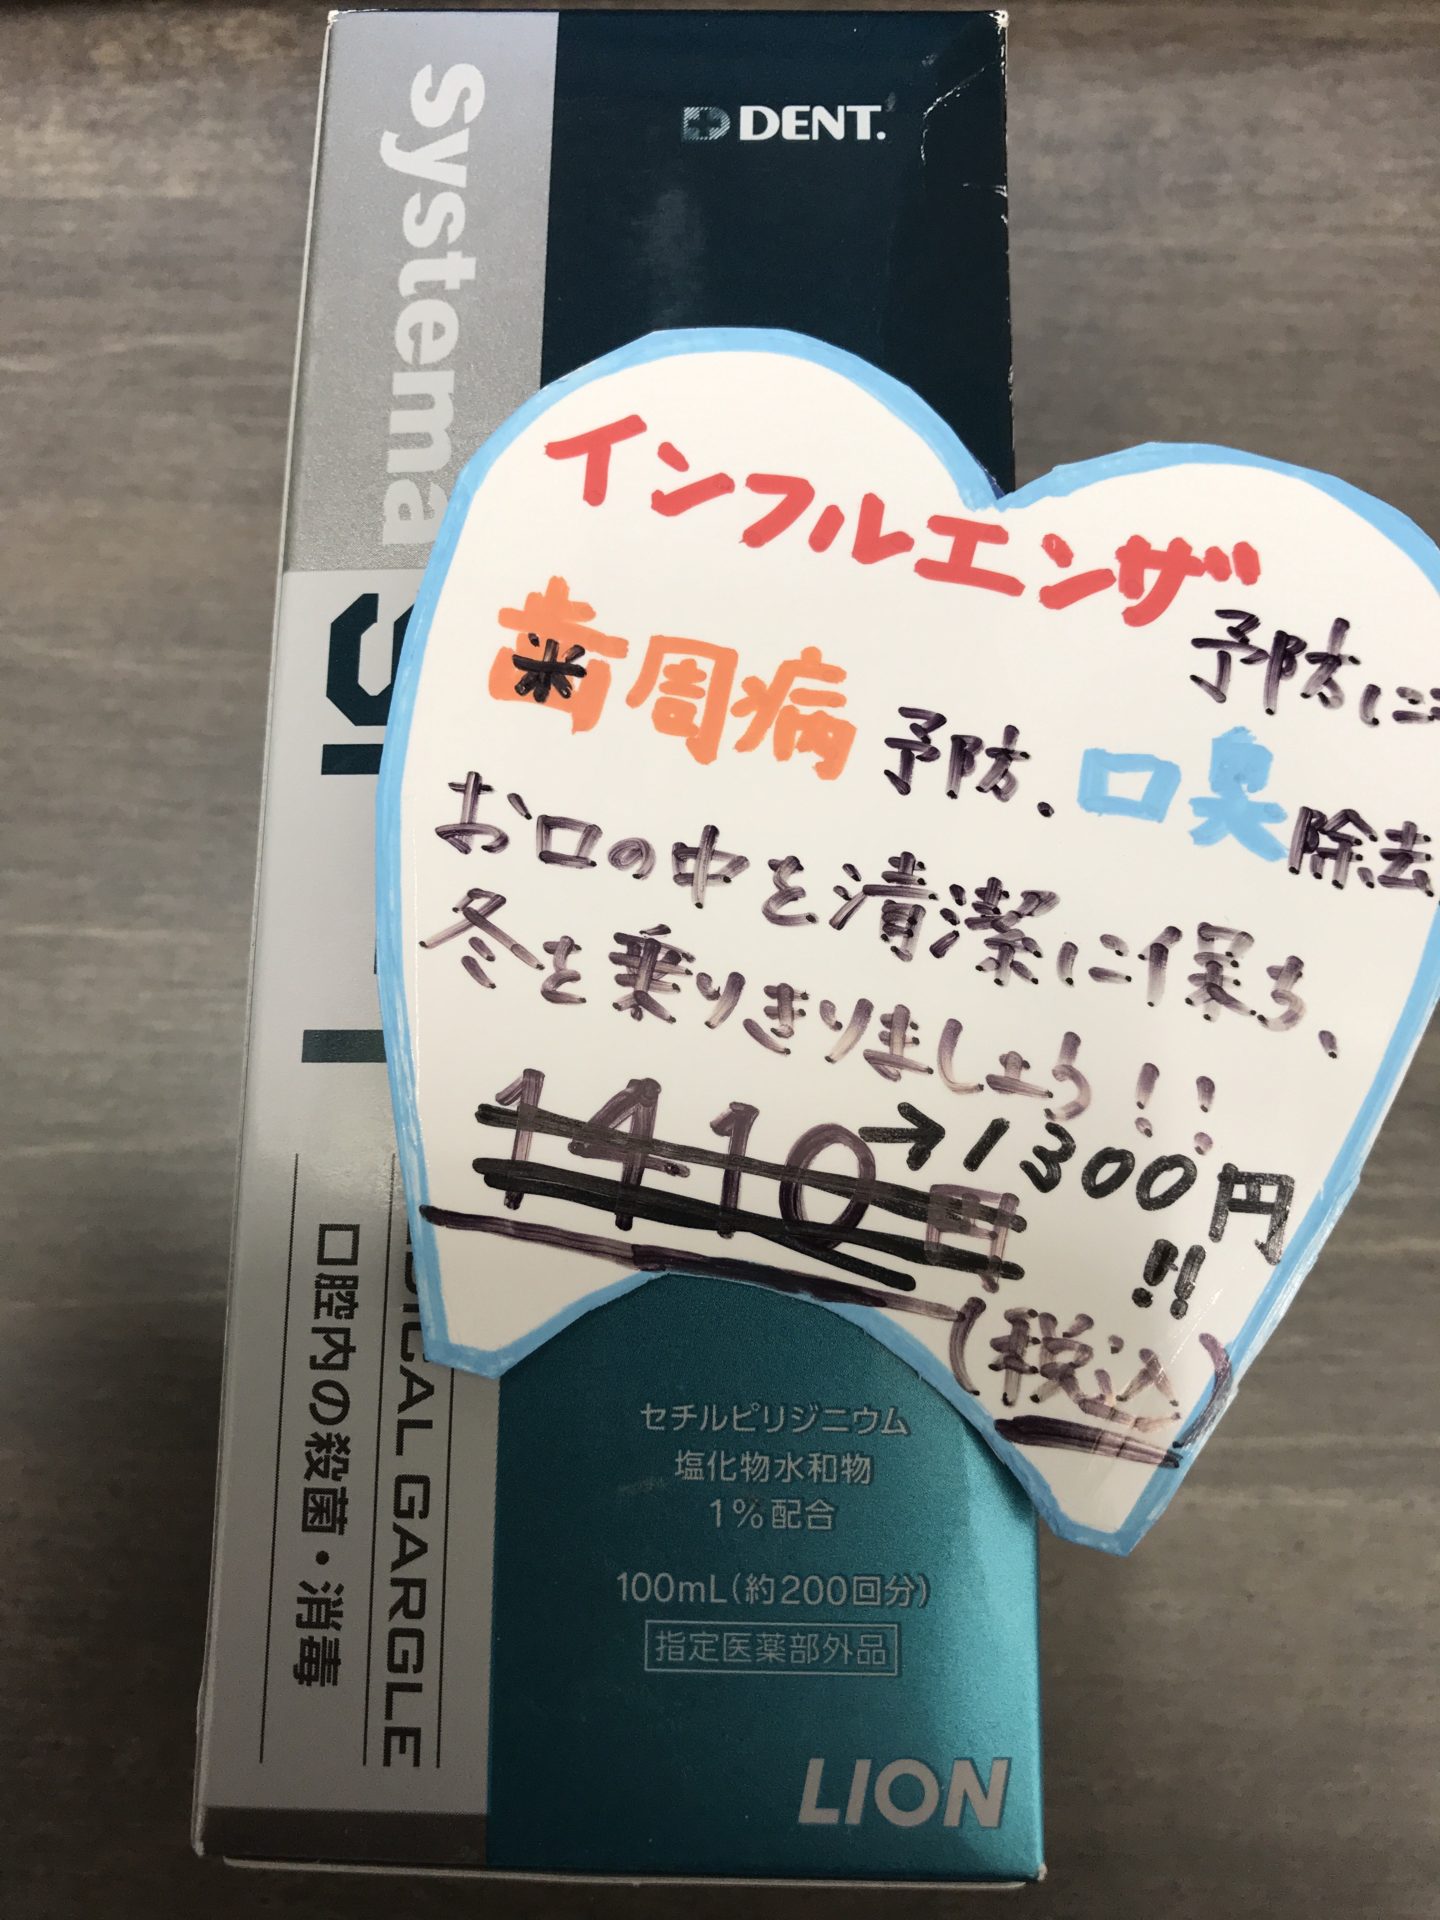 DENT.
systema
インフルエンザ
予防に
歯周病予防、口臭除去
お口の中を清潔に保ち、
冬を乗りきりましょう!!
1410円→1300円!!
(税込)
GARGLE
口腔内の殺菌・消毒
セチルピリジニウム
塩化物水和物
1%配合
100mL(約200回分)
指定医薬部外品
LION